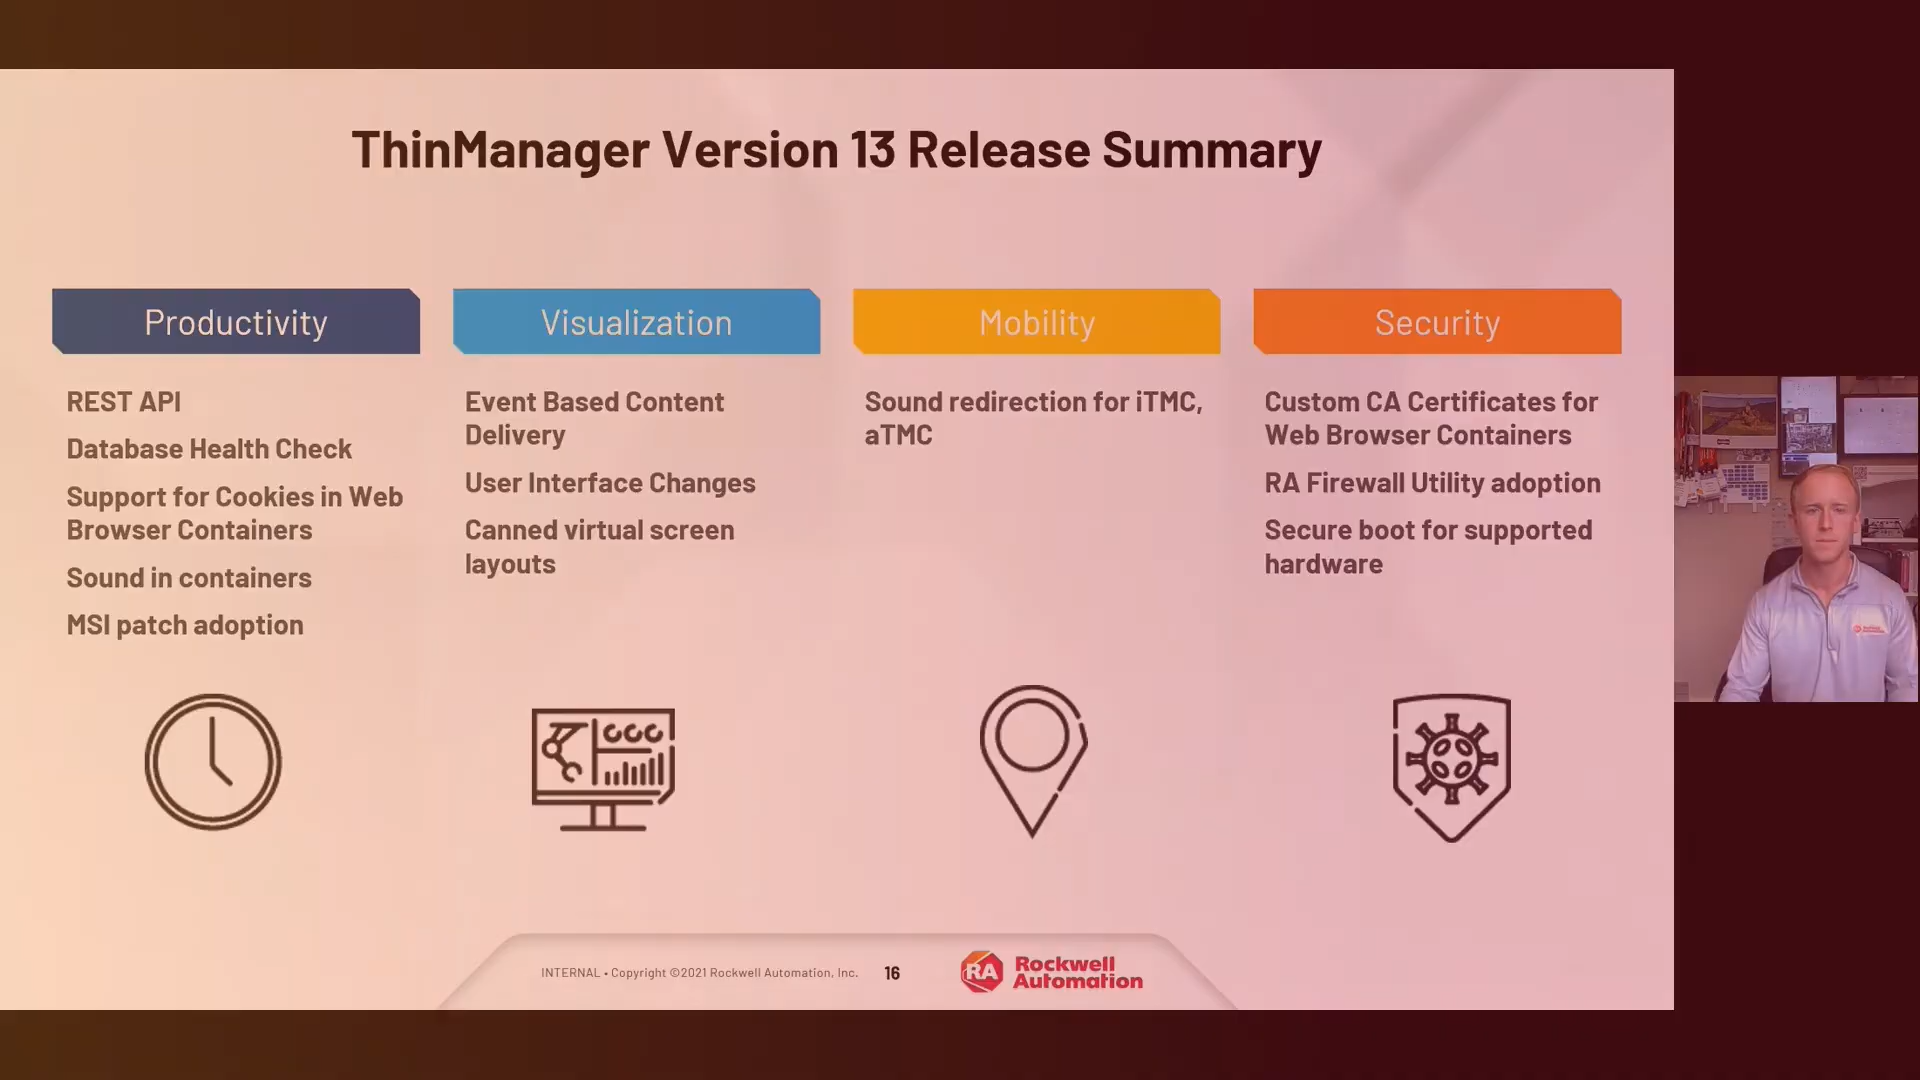 ThinManager Version 13 Release Summary
Productivity
REST API
Database Health Check
Support for Cookies in Web
Browser Containers
Sound in containers
MSI patch adoption
Visualization
Event Based Content
Delivery
User Interface Changes
Canned virtual screen
layouts
Mobility
Sound redirection for iTMC,
aTMC
Security
Custom CA Certificates for
Web Browser Containers
RA Firewall Utility adoption
Secure boot for supported
hardware
INTERNAL • Copyright ©2021 Rockwell Automation, Inc.
16
RA
Rockwell
Automation